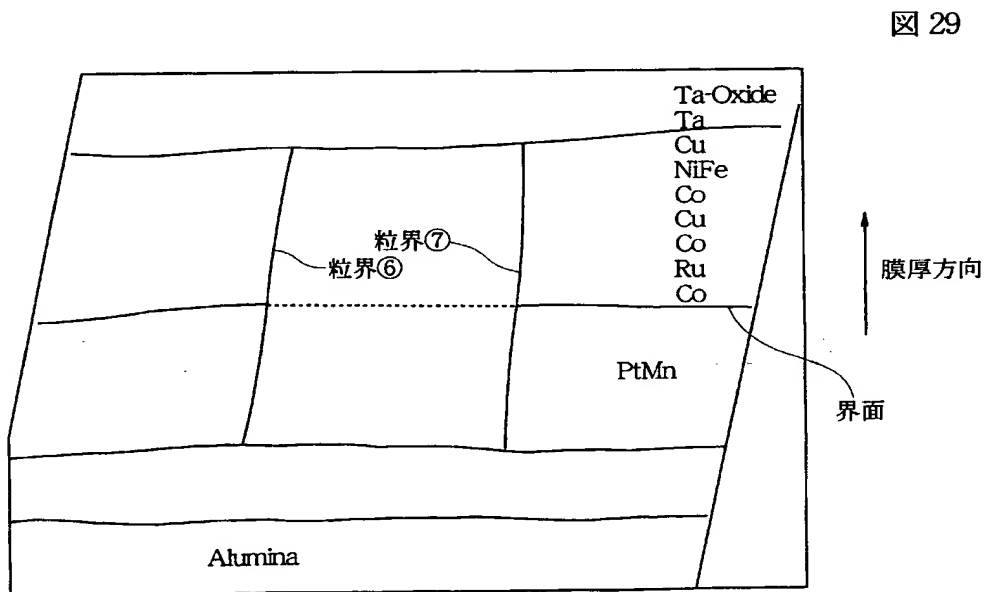 図 29
Ta-Oxide
Ta
Cu
NiFe
Co
Cu
Co
Ru
Co
粒界⑦
粒界⑥
膜厚方向
PtMn
界面
Alumina